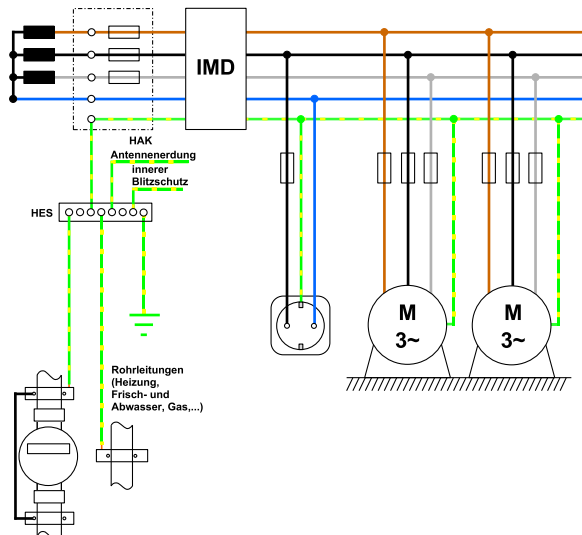 IMD
HAK
Antennenerdung
innerer
Blitzschutz
HES
M
3~
M
3~
Rohrleitungen
(Heizung,
Frisch- und
Abwasser, Gas,...)